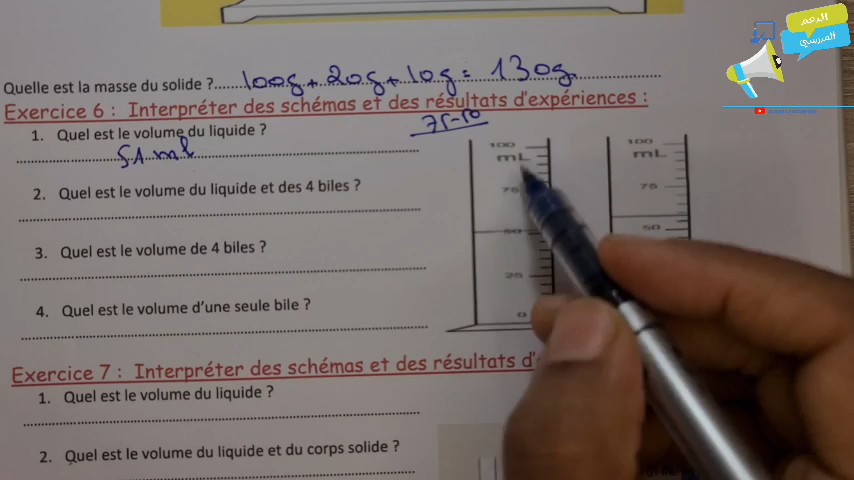 الدعم
المدرسي
Quelle est la masse du solide ?......100g + 20g + 10g = 130g
Exercice 6 : Interpréter des schémas et des résultats d'expériences :
75-50
1. Quel est le volume du liquide ?
51 ml
2. Quel est le volume du liquide et des 4 biles ?
3. Quel est le volume de 4 biles ?
4. Quel est le volume d'une seule bile ?
100
mL
75
50
25
0
100
mL
75
50
Exercice 7 : Interpréter des schémas et des résultats d'
1. Quel est le volume du liquide ?
2. Quel est le volume du liquide et du corps solide ?